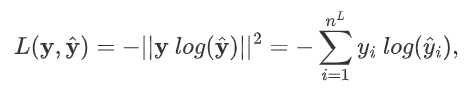 L(𝐲, 𝐲̂) = −||𝐲 log(𝐲̂)||² = − ∑_{i=1}^{n^L} y_i log(ŷ_i),